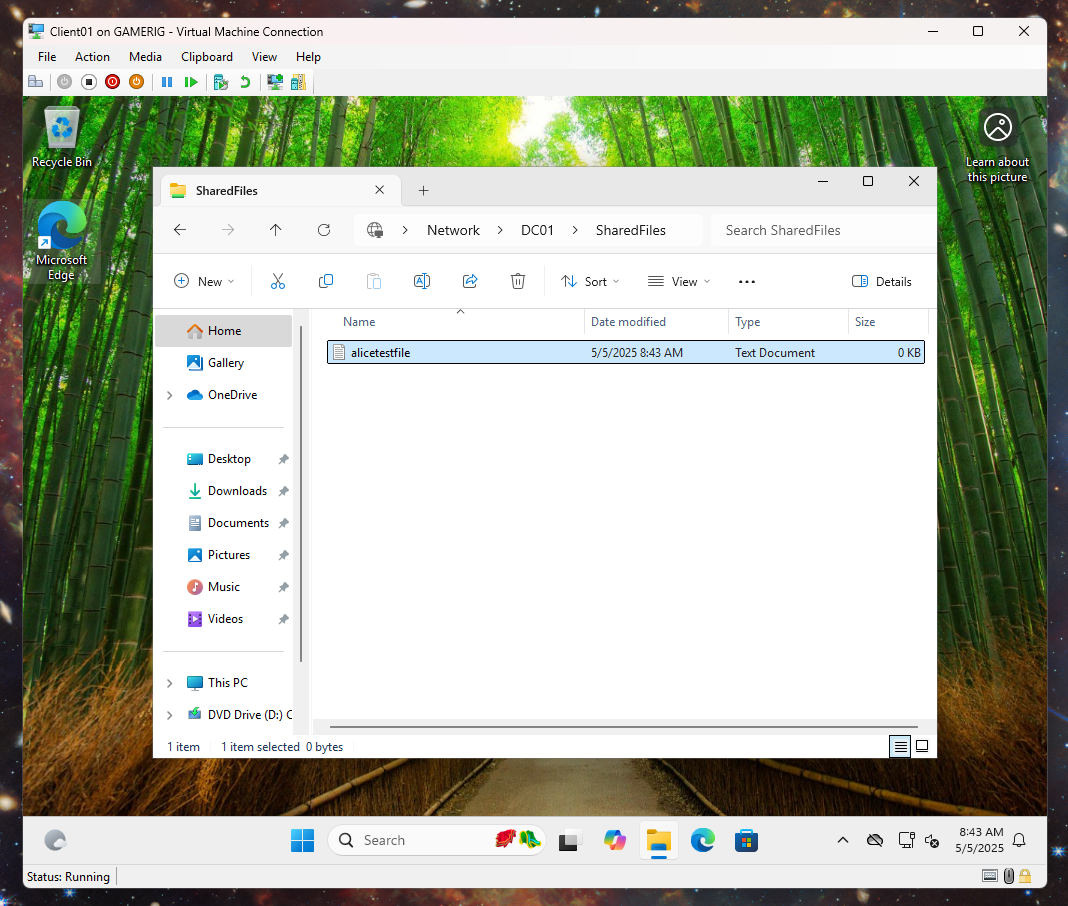 Client01 on GAMERIG - Virtual Machine Connection
File Action Media Clipboard View Help
Recycle Bin
Learn about
this picture
Microsoft
Edge
SharedFiles
Network DC01 SharedFiles
Search SharedFiles
New Sort View Details
Name Date modified Type Size
alicetestfile 5/5/2025 8:43 AM Text Document 0 KB
Home
Gallery
OneDrive
Desktop
Downloads
Documents
Pictures
Music
Videos
This PC
DVD Drive (D:) C
1 item 1 item selected 0 bytes
Search
8:43 AM
5/5/2025
Status: Running